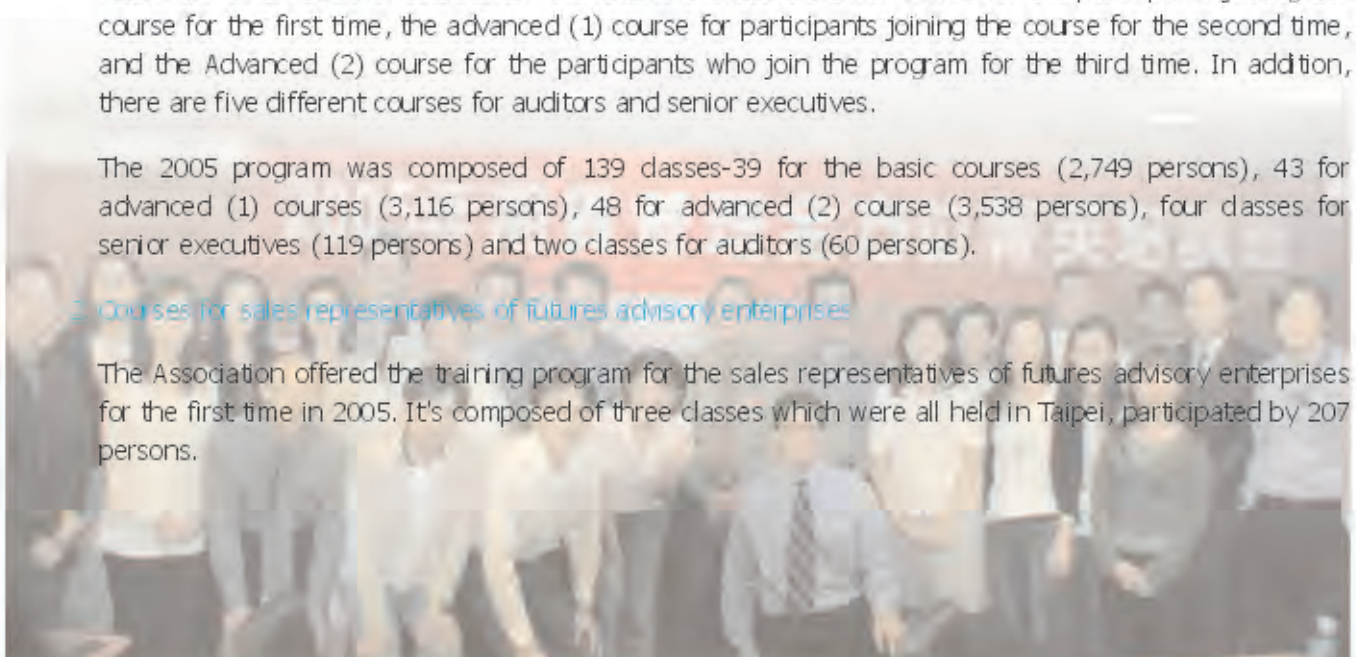 course for the first time, the advanced (1) course for participants joining the course for the second time,
and the Advanced (2) course for the participants who join the program for the third time. In addition,
there are five different courses for auditors and senior executives.
The 2005 program was composed of 139 classes-39 for the basic courses (2,749 persons), 43 for
advanced (1) courses (3,116 persons), 48 for advanced (2) course (3,538 persons), four classes for
senior executives (119 persons) and two classes for auditors (60 persons).
2. Courses for sales representatives of futures advisory enterprises
The Association offered the training program for the sales representatives of futures advisory enterprises
for the first time in 2005. It's composed of three classes which were all held in Taipei, participated by 207
persons.